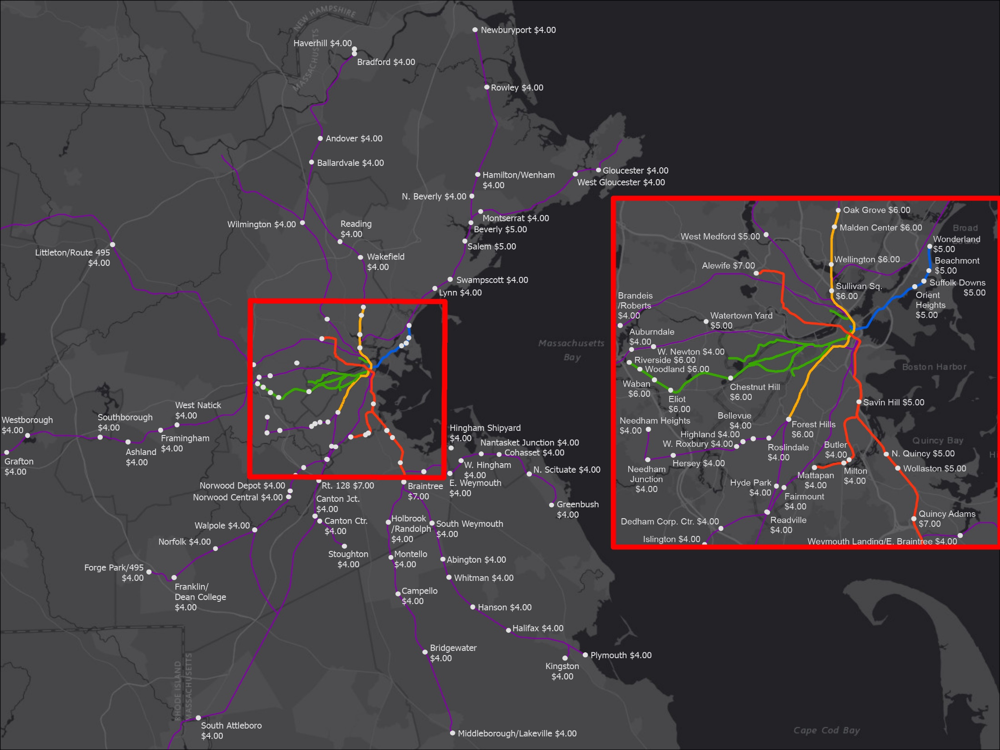 NEW HAMPSHIRE
MASSACHUSETTS
Newburyport $4.00
Haverhill $4.00
Bradford $4.00
Rowley $4.00
Andover $4.00
Ballardvale $4.00
Gloucester $4.00
West Gloucester $4.00
Hamilton/Wenham
$4.00
N. Beverly $4.00
Montserrat $4.00
Beverly $5.00
Salem $5.00
Wilmington $4.00
Reading
$4.00
Wakefield
$4.00
Littleton/Route 495
$4.00
Swampscott $4.00
Lynn $4.00
Massachusetts
Bay
West Natick
$4.00
Southborough
$4.00
Westborough
$4.00
Framingham
$4.00
Ashland
$4.00
Grafton
$4.00
Hingham Shipyard
$4.00
Nantasket Junction $4.00
Cohasset $4.00
W. Hingham
$4.00
N. Scituate $4.00
E. Weymouth
$4.00
Greenbush
$4.00
Norwood Depot $4.00
Norwood Central $4.00
Rt. 128 $7.00
Braintree
$7.00
Canton Jct.
$4.00
Canton Ctr.
$4.00
Holbrook
/Randolph
$4.00
South Weymouth
$4.00
Walpole $4.00
Norfolk $4.00
Stoughton
$4.00
Montello
$4.00
Abington $4.00
Forge Park/495
$4.00
Franklin/
Dean College
$4.00
Whitman $4.00
Campello
$4.00
Hanson $4.00
Halifax $4.00
Bridgewater
$4.00
Plymouth $4.00
Kingston
$4.00
RHODE ISLAND
MASSACHUSETTS
South Attleboro
$4.00
Middleborough/Lakeville $4.00
Cape Cod Bay
Oak Grove $6.00
Malden Center $6.00
Broad
West Medford $5.00
Wonderland
$5.00
Wellington $6.00
Beachmont
$5.00
Alewife $7.00
Suffolk Downs
$5.00
Sullivan Sq.
$6.00
Orient
Heights
$5.00
Brandeis
/Roberts
$4.00
Watertown Yard
$5.00
Auburndale
$4.00
W. Newton $4.00
Riverside $6.00
Woodland $6.00
Boston Harbor
Waban
$6.00
Chestnut Hill
$6.00
Eliot
$6.00
Savin Hill $5.00
Needham Heights
$4.00
Bellevue
$4.00
Forest Hills
$6.00
Highland $4.00
W. Roxbury $4.00
Quincy Bay
Roslindale
$4.00
Butler
$4.00
N. Quincy $5.00
Hi
Hersey $4.00
Needham
Junction
$4.00
Wollaston $5.00
Mattapan
$4.00
Milton
$4.00
Hyde Park
$4.00
Fairmount
$4.00
Quincy Adams
$7.00
Readville
$4.00
Dedham Corp. Ctr. $4.00
Islington $4.00
Weymouth Landing/E. Braintree $4.00